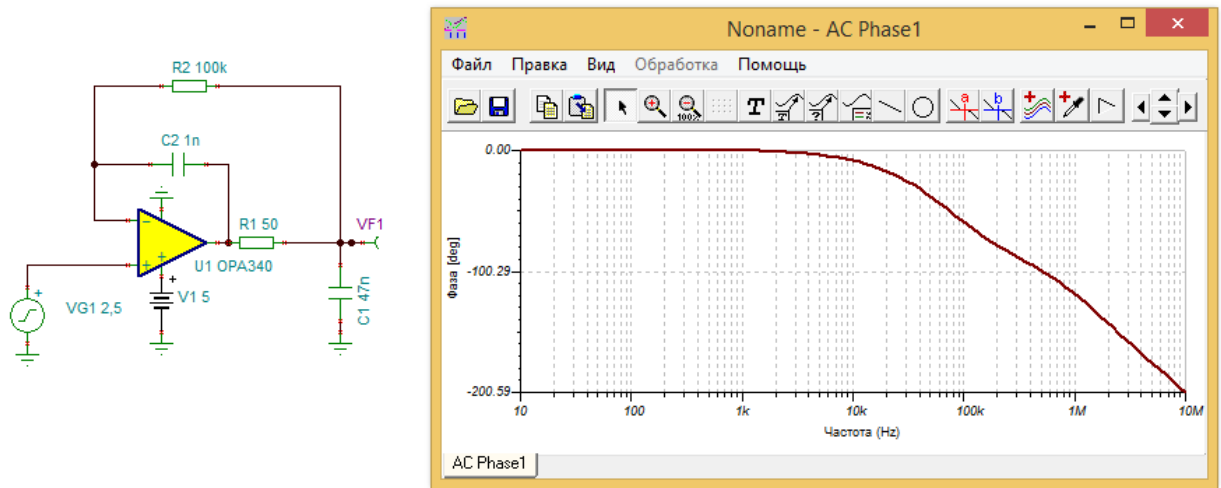 R2 100k
C2 1n
R1 50
VF1
U1 OPA340
V1 5
VG1 2,5
C1 47n
Noname - AC Phase1
Файл Правка Вид Обработка Помощь
100%
T
a
b
0.00
-100.29
-200.59
Фаза [deg]
10 100 1k 10k 100k 1M 10M
Частота (Hz)
AC Phase1